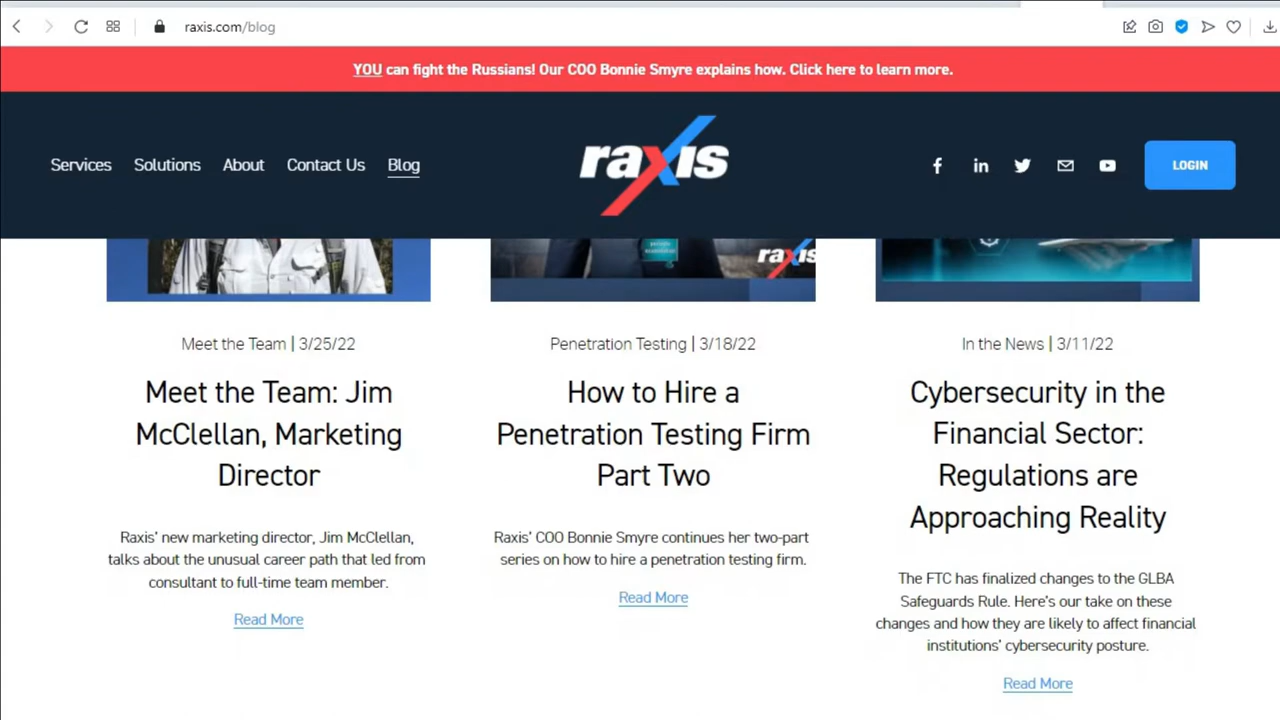 raxis.com/blog
YOU can fight the Russians! Our COO Bonnie Smyre explains how. Click here to learn more.
Services Solutions About Contact Us Blog
raxis
LOGIN
raxis
Meet the Team | 3/25/22
Meet the Team: Jim
McClellan, Marketing
Director
Raxis' new marketing director, Jim McClellan,
talks about the unusual career path that led from
consultant to full-time team member.
Read More
Penetration Testing | 3/18/22
How to Hire a
Penetration Testing Firm
Part Two
Raxis' COO Bonnie Smyre continues her two-part
series on how to hire a penetration testing firm.
Read More
In the News | 3/11/22
Cybersecurity in the
Financial Sector:
Regulations are
Approaching Reality
The FTC has finalized changes to the GLBA
Safeguards Rule. Here's our take on these
changes and how they are likely to affect financial
institutions' cybersecurity posture.
Read More